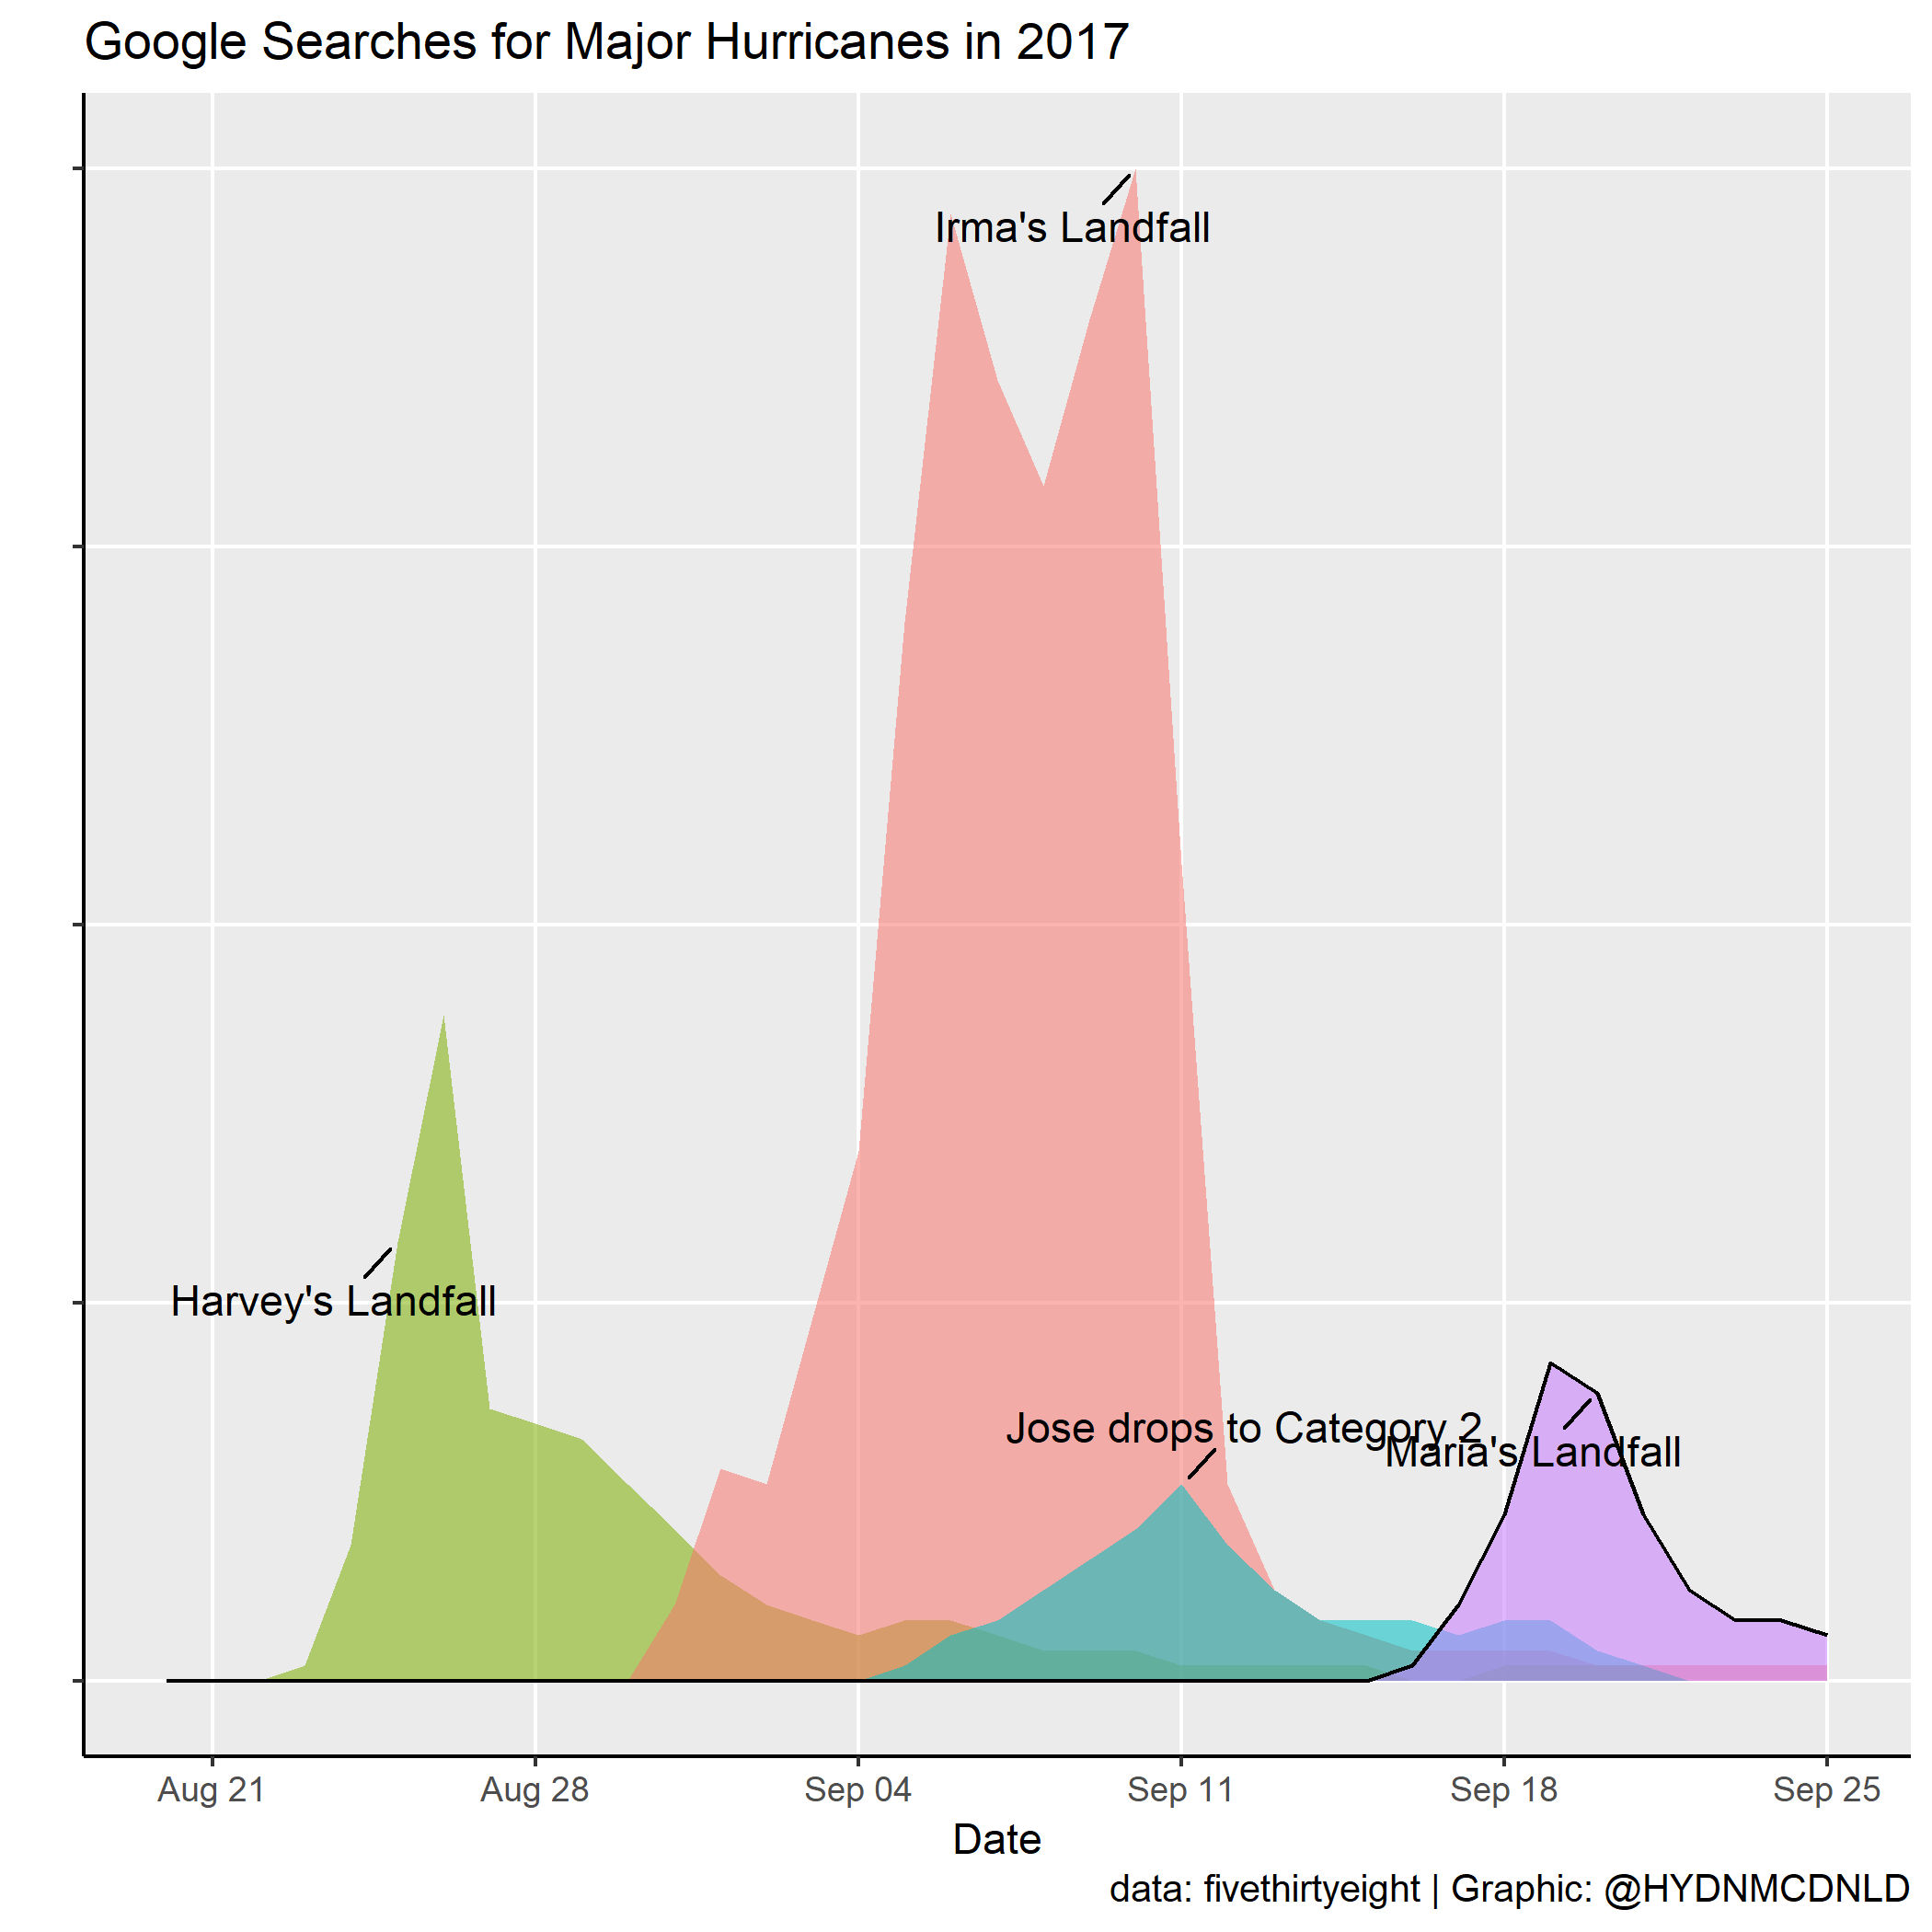 Google Searches for Major Hurricanes in 2017
Irma's Landfall
Harvey's Landfall
Jose drops to Category 2
Maria's Landfall
Aug 21 Aug 28 Sep 04 Sep 11 Sep 18 Sep 25
Date
data: fivethirtyeight | Graphic: @HYDNMCDNLD